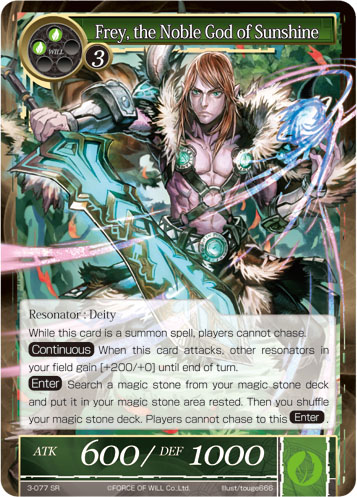 Frey, the Noble God of Sunshine
WILL
3
Resonator : Deity
While this card is a summon spell, players cannot chase.
Continuous When this card attacks, other resonators in
your field gain [+200/+0] until end of turn.
Enter Search a magic stone from your magic stone deck
and put it in your magic stone area rested. Then you shuffle
your magic stone deck. Players cannot chase to this Enter .
ATK 600 / DEF 1000
3-077 SR ©FORCE OF WILL Co.,Ltd. Illust/touge666